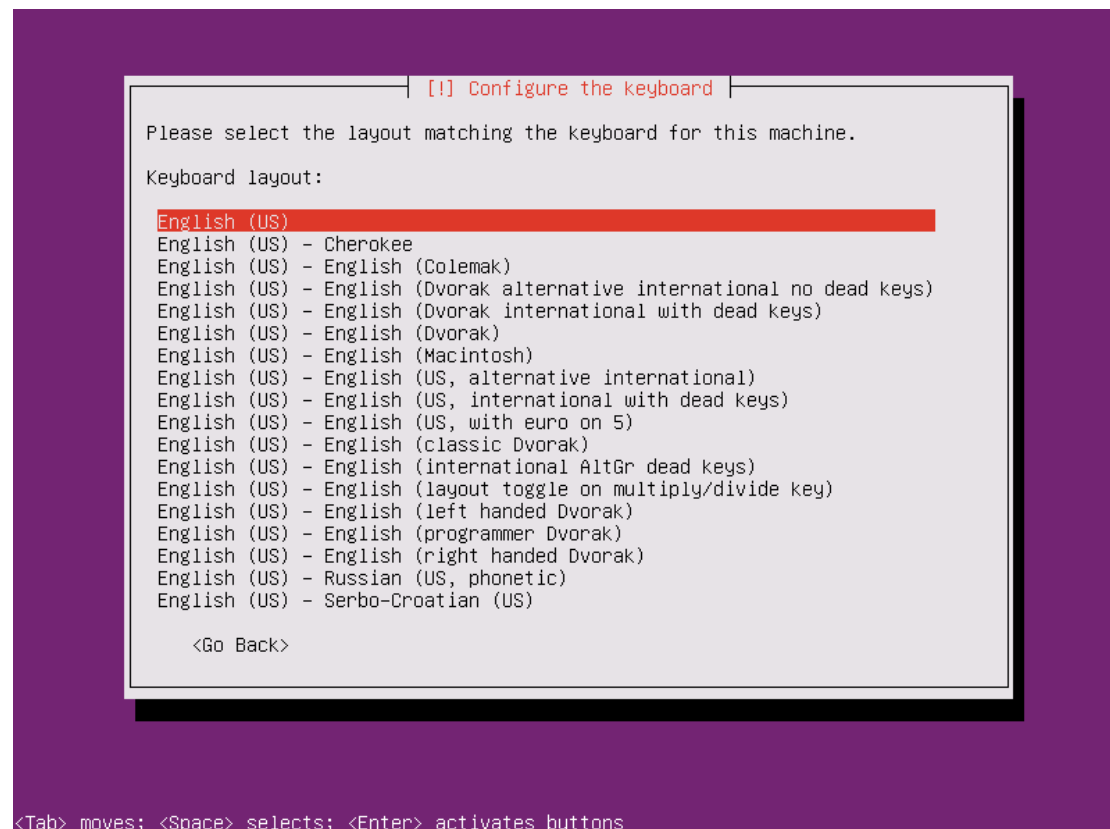 [!] Configure the keyboard
Please select the layout matching the keyboard for this machine.
Keyboard layout:
English (US)
English (US) - Cherokee
English (US) - English (Colemak)
English (US) - English (Dvorak alternative international no dead keys)
English (US) - English (Dvorak international with dead keys)
English (US) - English (Dvorak)
English (US) - English (Macintosh)
English (US) - English (US, alternative international)
English (US) - English (US, international with dead keys)
English (US) - English (US, with euro on 5)
English (US) - English (classic Dvorak)
English (US) - English (international AltGr dead keys)
English (US) - English (layout toggle on multiply/divide key)
English (US) - English (left handed Dvorak)
English (US) - English (programmer Dvorak)
English (US) - English (right handed Dvorak)
English (US) - Russian (US, phonetic)
English (US) - Serbo-Croatian (US)
<Go Back>
<Tab> moves; <Space> selects; <Enter> activates buttons